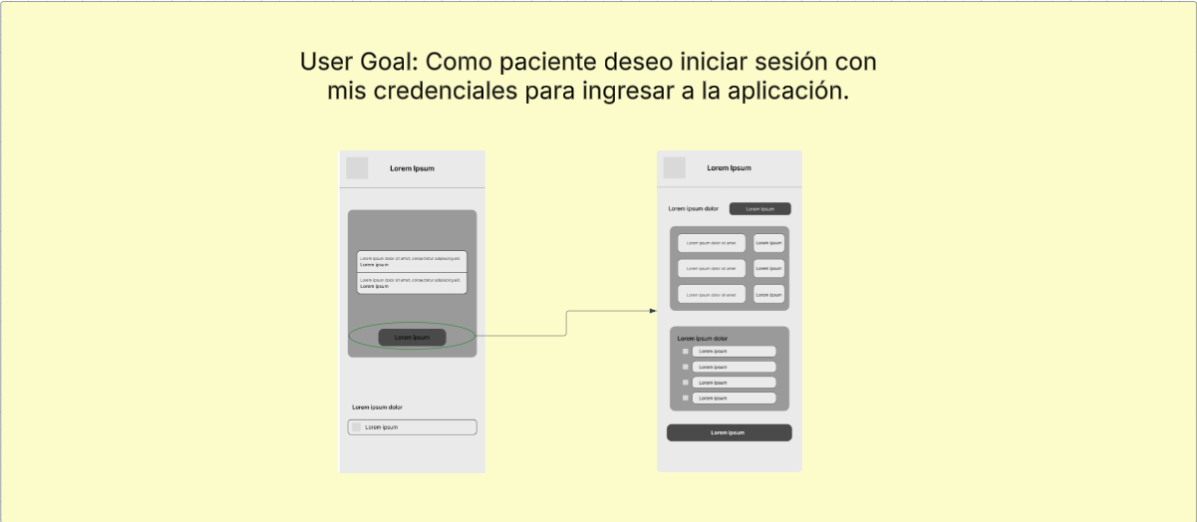 User Goal: Como paciente deseo iniciar sesión con
mis credenciales para ingresar a la aplicación.
Lorem Ipsum
Lorem ipsum dolor sit amet, consectetur adipiscing elit.
Lorem ipsum
Lorem ipsum dolor sit amet, consectetur adipiscing elit.
Lorem ipsum
Lorem ipsum
Lorem ipsum dolor
Lorem ipsum
Lorem Ipsum
Lorem ipsum dolor
Lorem ipsum
Lorem ipsum dolor sit amet
Lorem ipsum
Lorem ipsum dolor sit amet
Lorem ipsum
Lorem ipsum dolor sit amet
Lorem ipsum
Lorem ipsum dolor
Lorem ipsum
Lorem ipsum
Lorem ipsum
Lorem ipsum
Lorem ipsum